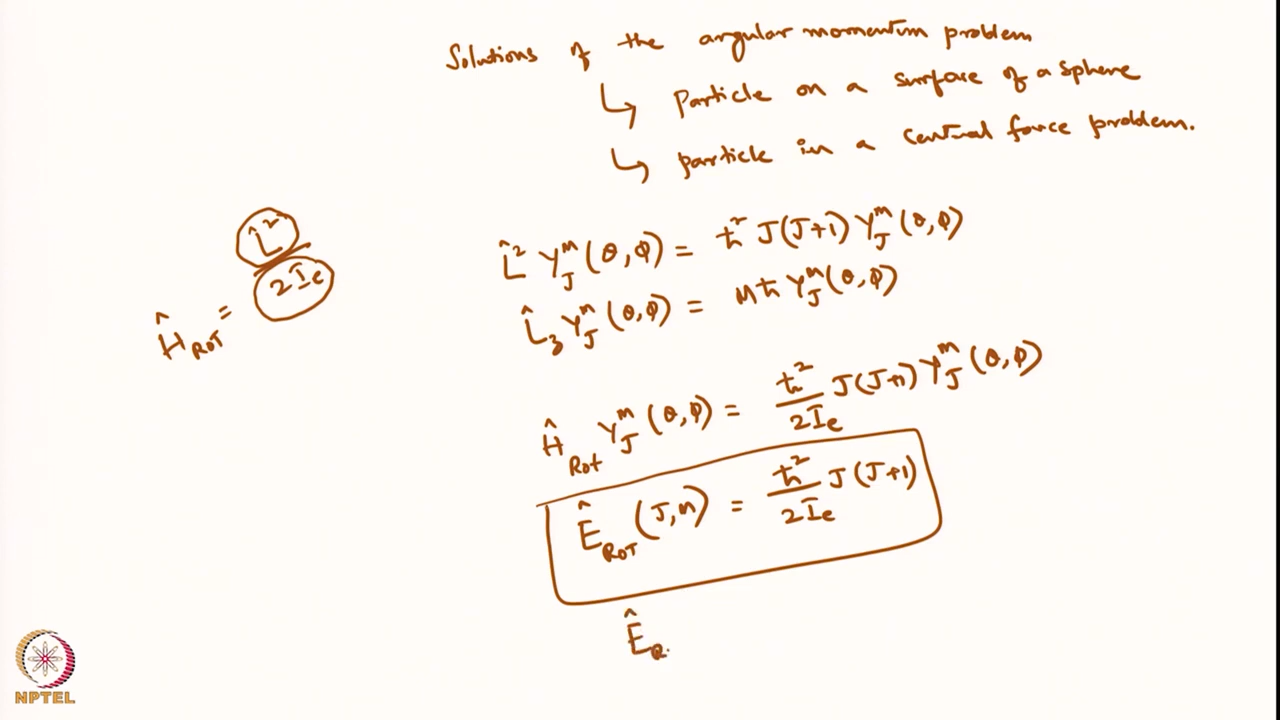 Solutions of the angular momentum problem
↳ Particle on a surface of a sphere
↳ particle in a central force problem.
Ĥ_ROT = L̂² / 2I_e
L̂² Y_J^M (θ,φ) = ħ² J(J+1) Y_J^M (θ,φ)
L̂_z Y_J^M (θ,φ) = Mħ Y_J^M (θ,φ)
Ĥ_Rot Y_J^M (θ,φ) = ħ²/2I_e J(J+1) Y_J^M (θ,φ)
Ê_ROT (J,M) = ħ²/2I_e J(J+1)
Ê_R
NPTEL